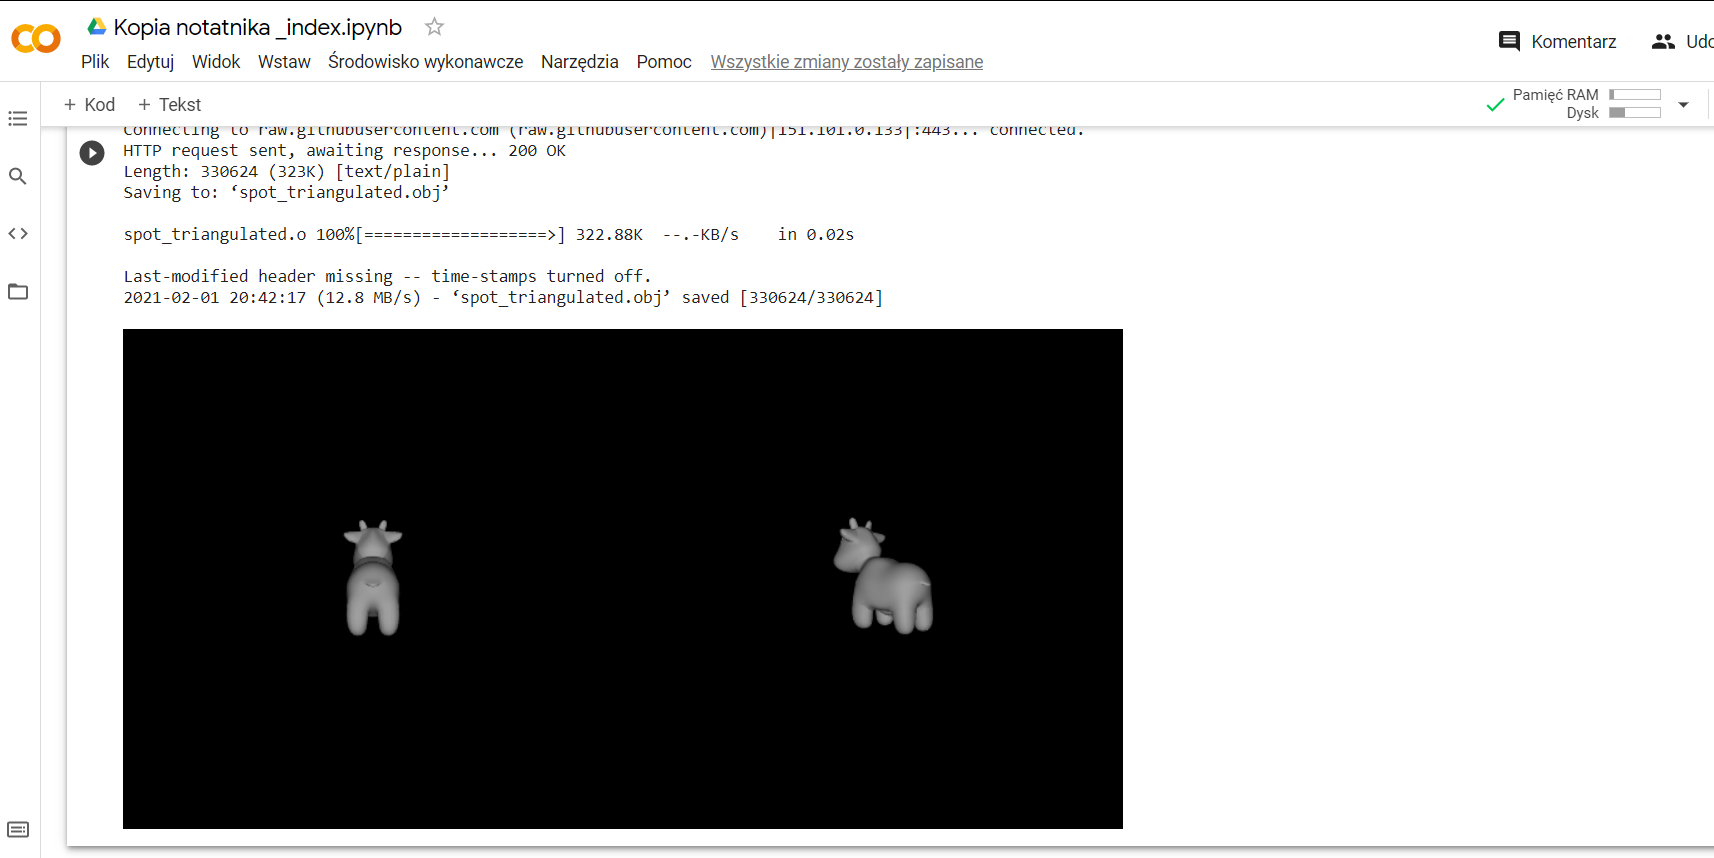 Kopia notatnika _index.ipynb
Komentarz
Udo
Plik Edytuj Widok Wstaw Środowisko wykonawcze Narzędzia Pomoc Wszystkie zmiany zostały zapisane
+ Kod + Tekst
Pamięć RAM
Dysk
Connecting to raw.githubusercontent.com (raw.githubusercontent.com)|151.101.0.133|:443... connected.
HTTP request sent, awaiting response... 200 OK
Length: 330624 (323K) [text/plain]
Saving to: ‘spot_triangulated.obj’
spot_triangulated.o 100%[===================>] 322.88K --.-KB/s in 0.02s
Last-modified header missing -- time-stamps turned off.
2021-02-01 20:42:17 (12.8 MB/s) - ‘spot_triangulated.obj’ saved [330624/330624]